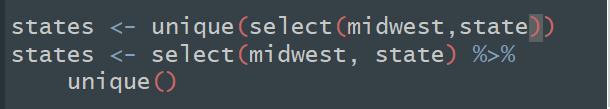 states <- unique(select(midwest,state))
states <- select(midwest, state) %>%
    unique()